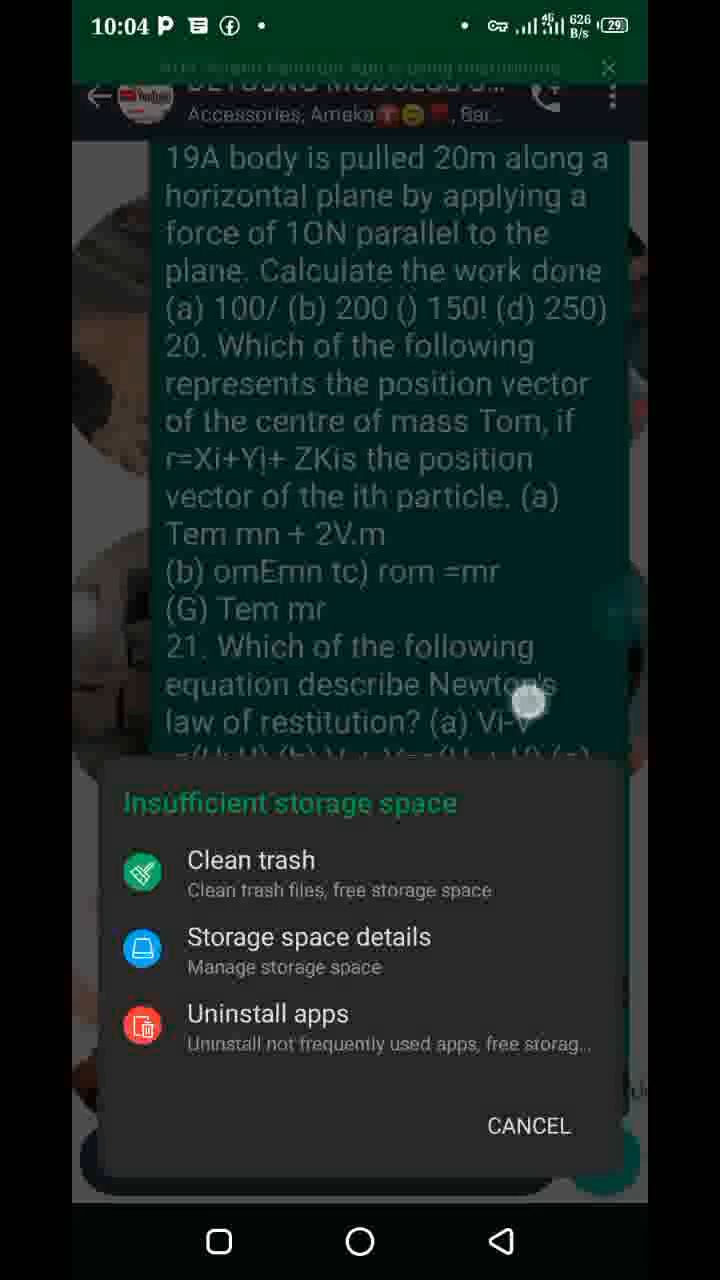 10:04
4G
626
B/s
29
Accessories, Ameka, Bar...
19A body is pulled 20m along a
horizontal plane by applying a
force of 1ON parallel to the
plane. Calculate the work done
(a) 100/ (b) 200 () 150! (d) 250)
20. Which of the following
represents the position vector
of the centre of mass Tom, if
r=Xi+Yj+ ZKis the position
vector of the ith particle. (a)
Tem mn + 2V.m
(b) omEmn tc) rom =mr
(G) Tem mr
21. Which of the following
equation describe Newton's
law of restitution? (a) Vi-V
Insufficient storage space
Clean trash
Clean trash files, free storage space
Storage space details
Manage storage space
Uninstall apps
Uninstall not frequently used apps, free storag...
CANCEL